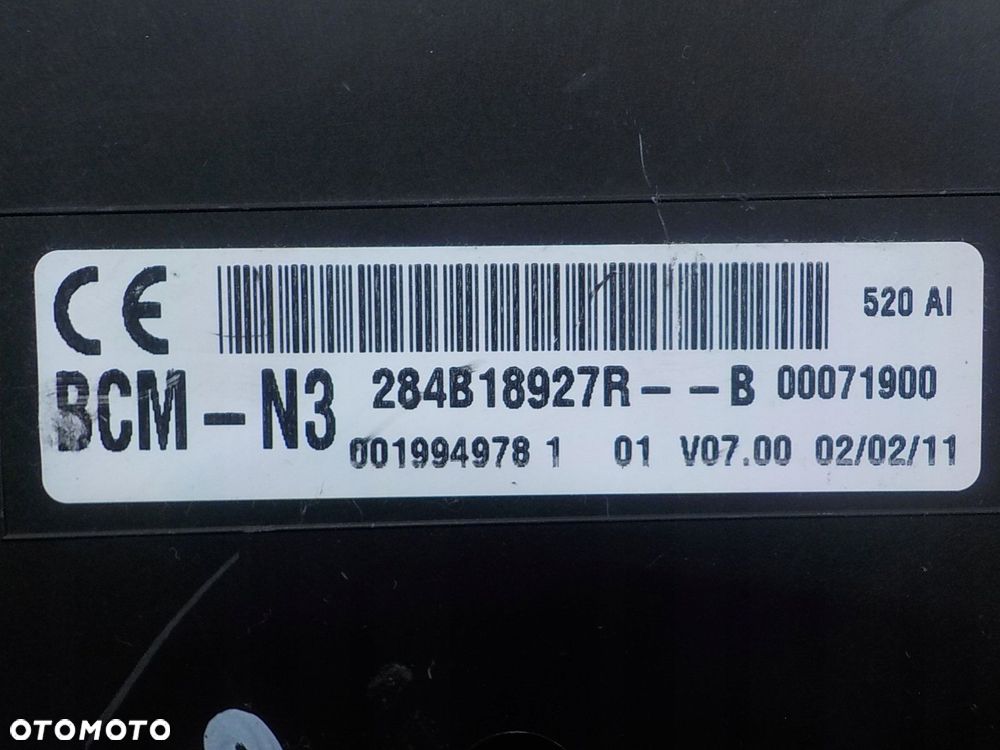 CE
520 AI
BCM-N3
284B18927R--B 00071900
001994978 1 01 V07.00 02/02/11
OTOMOTO